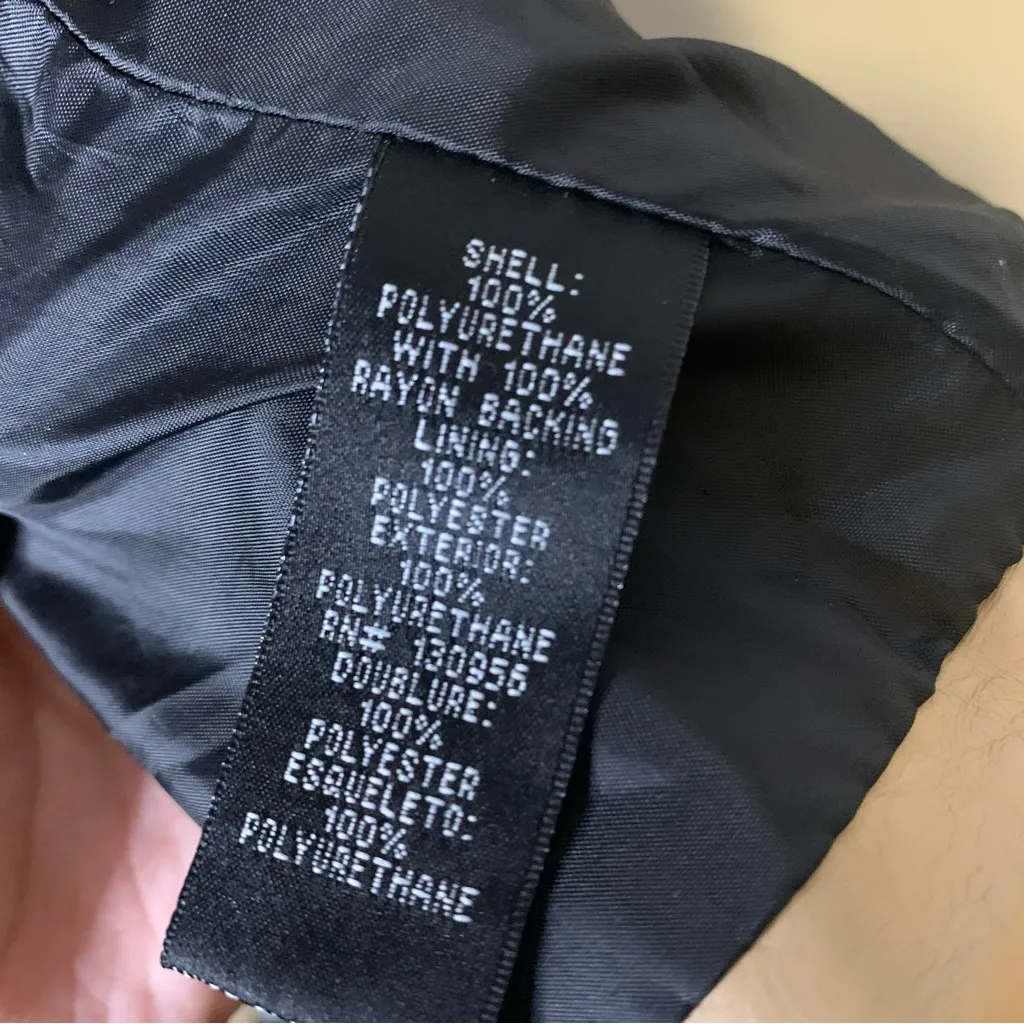 SHELL:
100%
POLYURETHANE
WITH 100%
RAYON BACKING
LINING:
100%
POLYESTER
EXTERIOR:
100%
POLYURETHANE
RN# 130955
DOUBLURE:
100%
POLYESTER
ESQUELETO:
100%
POLYURETHANE